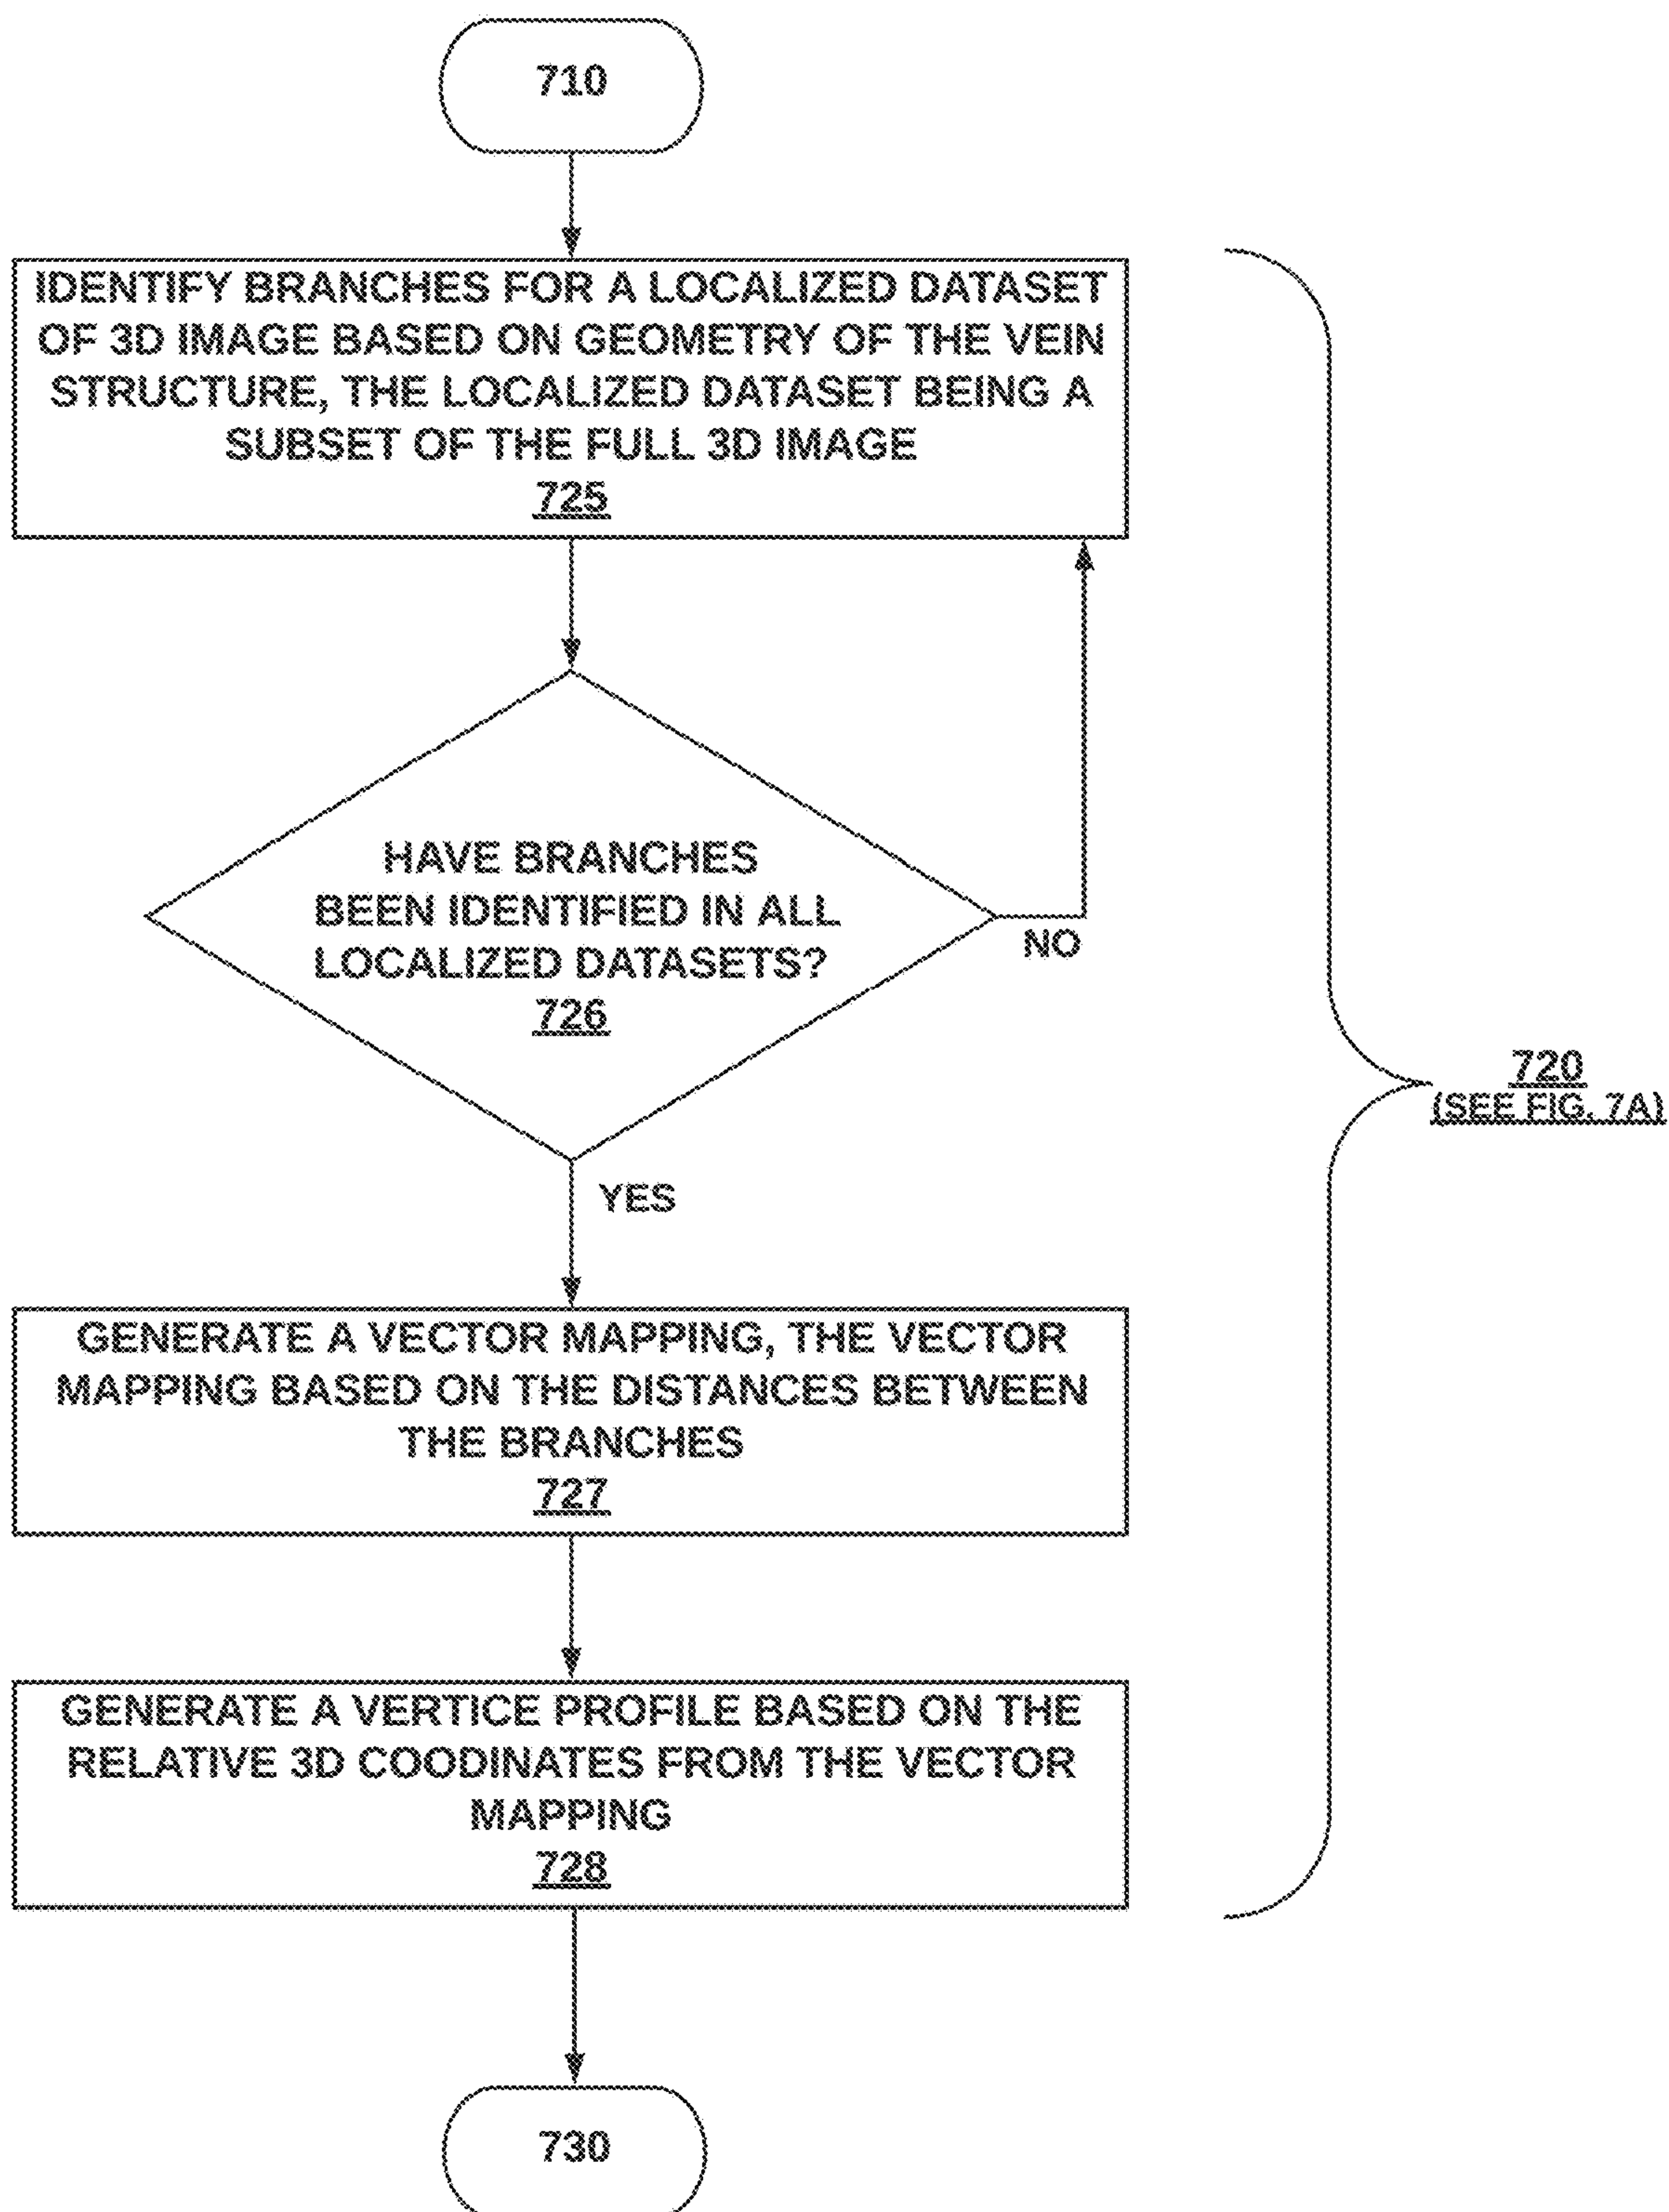 710
IDENTIFY BRANCHES FOR A LOCALIZED DATASET
OF 3D IMAGE BASED ON GEOMETRY OF THE VEIN
STRUCTURE, THE LOCALIZED DATASET BEING A
SUBSET OF THE FULL 3D IMAGE
725
HAVE BRANCHES
BEEN IDENTIFIED IN ALL
LOCALIZED DATASETS?
726
NO
720
(SEE FIG. 7A)
YES
GENERATE A VECTOR MAPPING, THE VECTOR
MAPPING BASED ON THE DISTANCES BETWEEN
THE BRANCHES
727
GENERATE A VERTICE PROFILE BASED ON THE
RELATIVE 3D COODINATES FROM THE VECTOR
MAPPING
728
730